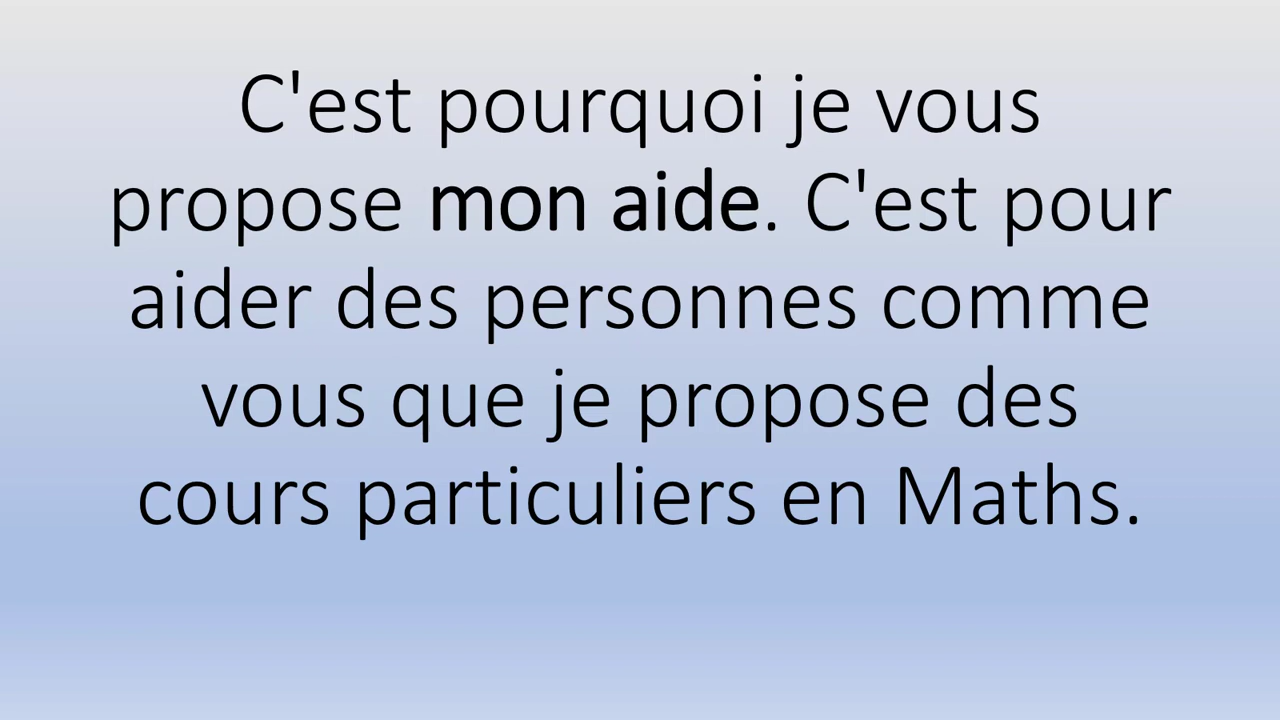 C'est pourquoi je vous
propose mon aide. C'est pour
aider des personnes comme
vous que je propose des
cours particuliers en Maths.